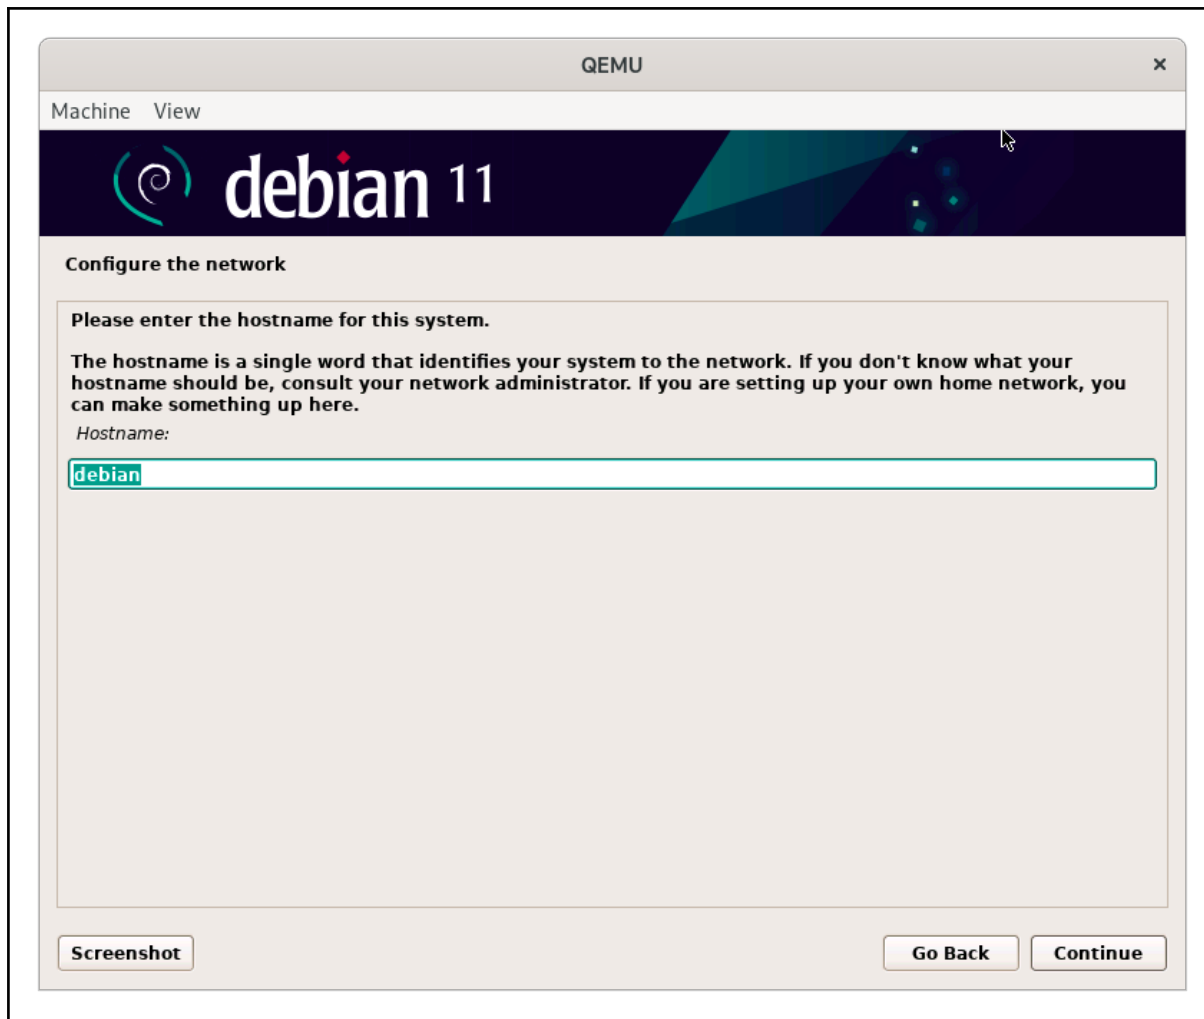 QEMU
×
Machine View
debian 11
Configure the network
Please enter the hostname for this system.
The hostname is a single word that identifies your system to the network. If you don't know what your
hostname should be, consult your network administrator. If you are setting up your own home network, you
can make something up here.
Hostname:
debian
Screenshot Go Back Continue